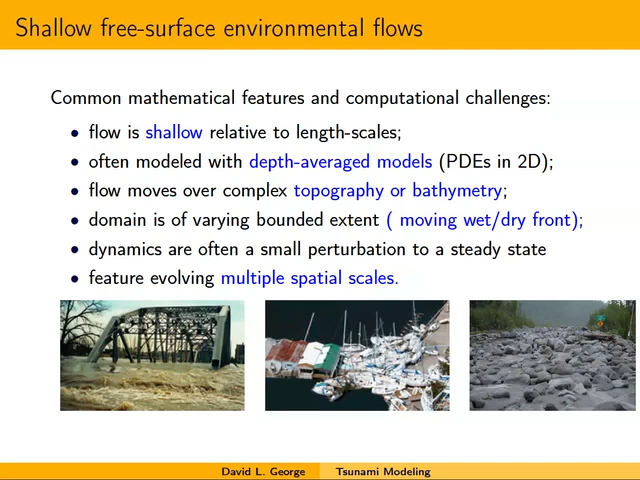 Shallow free-surface environmental flows
Common mathematical features and computational challenges:
• flow is shallow relative to length-scales;
• often modeled with depth-averaged models (PDEs in 2D);
• flow moves over complex topography or bathymetry;
• domain is of varying bounded extent ( moving wet/dry front);
• dynamics are often a small perturbation to a steady state
• feature evolving multiple spatial scales.
David L. George Tsunami Modeling